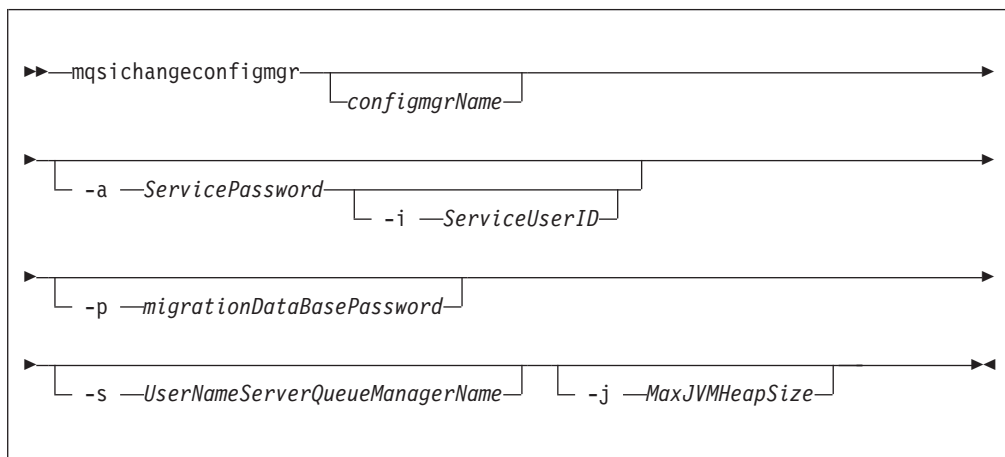 mqsichangeconfigmgr
configmgrName
-a ServicePassword
-i ServiceUserID
-p migrationDataBasePassword
-s UserNameServerQueueManagerName -j MaxJVMHeapSize